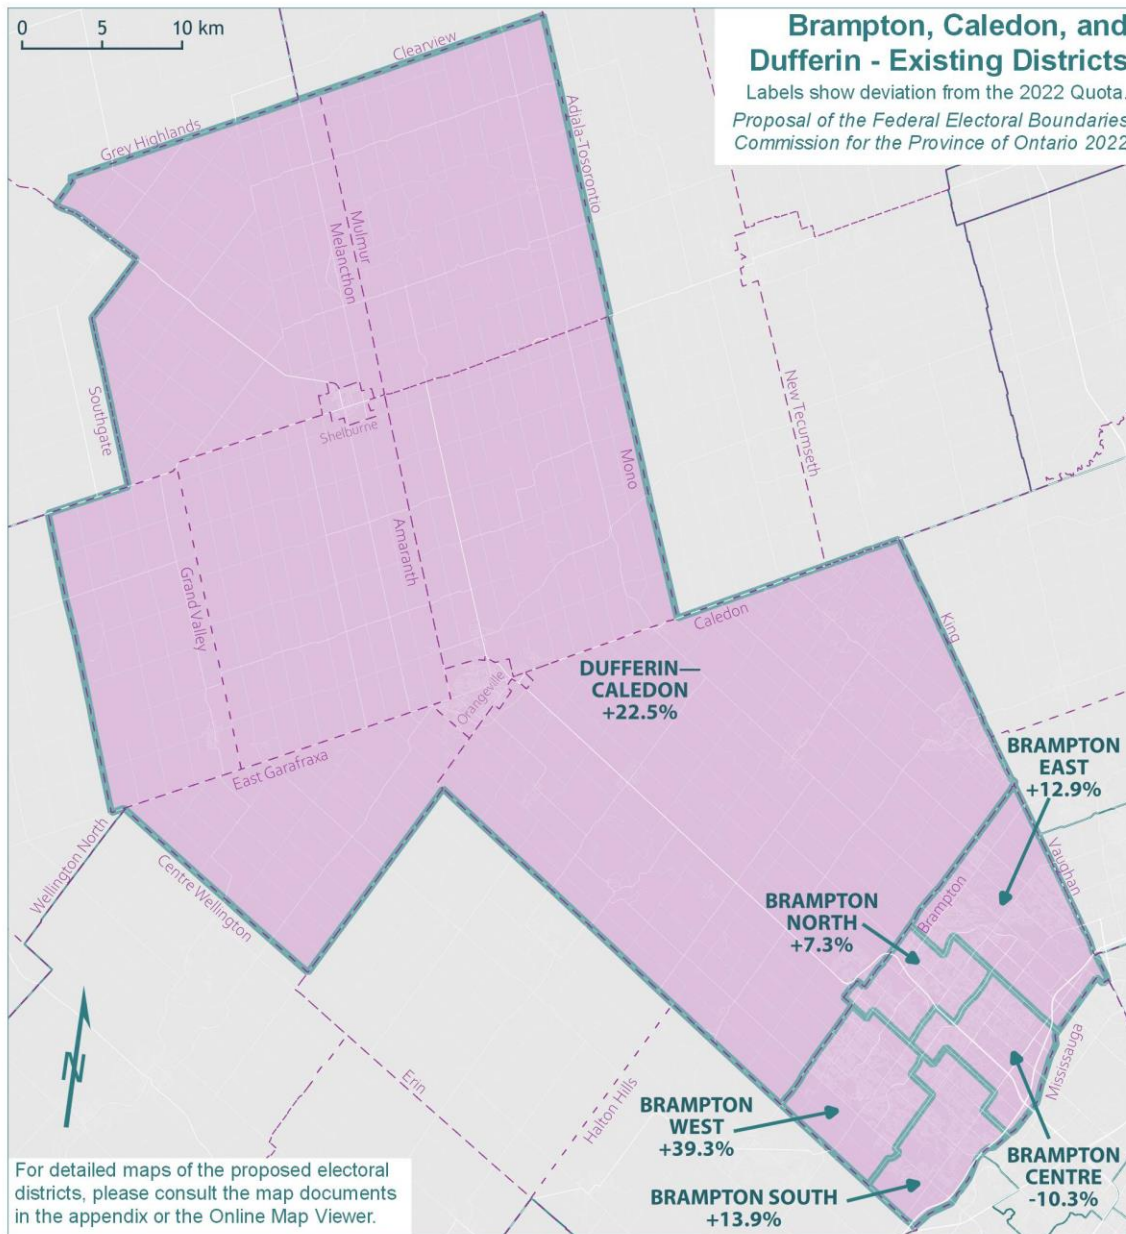 0 5 10 km
Brampton, Caledon, and
Dufferin - Existing Districts
Labels show deviation from the 2022 Quota.
Proposal of the Federal Electoral Boundaries
Commission for the Province of Ontario 2022
Clearview
Grey Highlands
Adjala-Tosorontio
Mulmur
Melancthon
Southgate
Shelburne
New Tecumseth
Mono
Amaranth
Grand Valley
Caledon
King
Orangeville
DUFFERIN—
CALEDON
+22.5%
East Garafraxa
BRAMPTON
EAST
+12.9%
Wellington North
Centre Wellington
Vaughan
Brampton
BRAMPTON
NORTH
+7.3%
Mississauga
N
Erin
Halton Hills
BRAMPTON
WEST
+39.3%
BRAMPTON
CENTRE
-10.3%
BRAMPTON SOUTH
+13.9%
For detailed maps of the proposed electoral
districts, please consult the map documents
in the appendix or the Online Map Viewer.